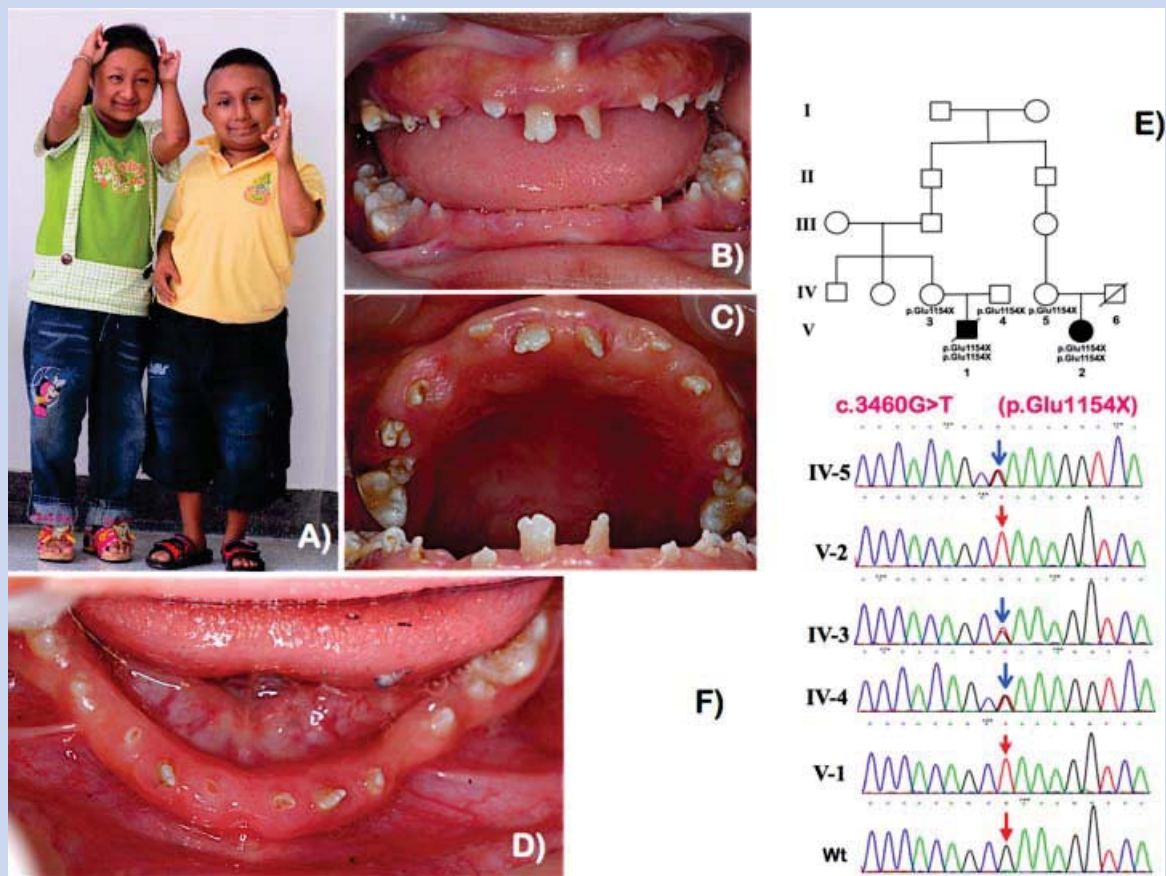 A)
B)
C)
D)
E)
I
II
III
IV
p.Glu1154X p.Glu1154X p.Glu1154X
3 4 5 6
V
p.Glu1154X p.Glu1154X
p.Glu1154X p.Glu1154X
1 2
c.3460G>T (p.Glu1154X)
IV-5
V-2
IV-3
IV-4
V-1
Wt
F)